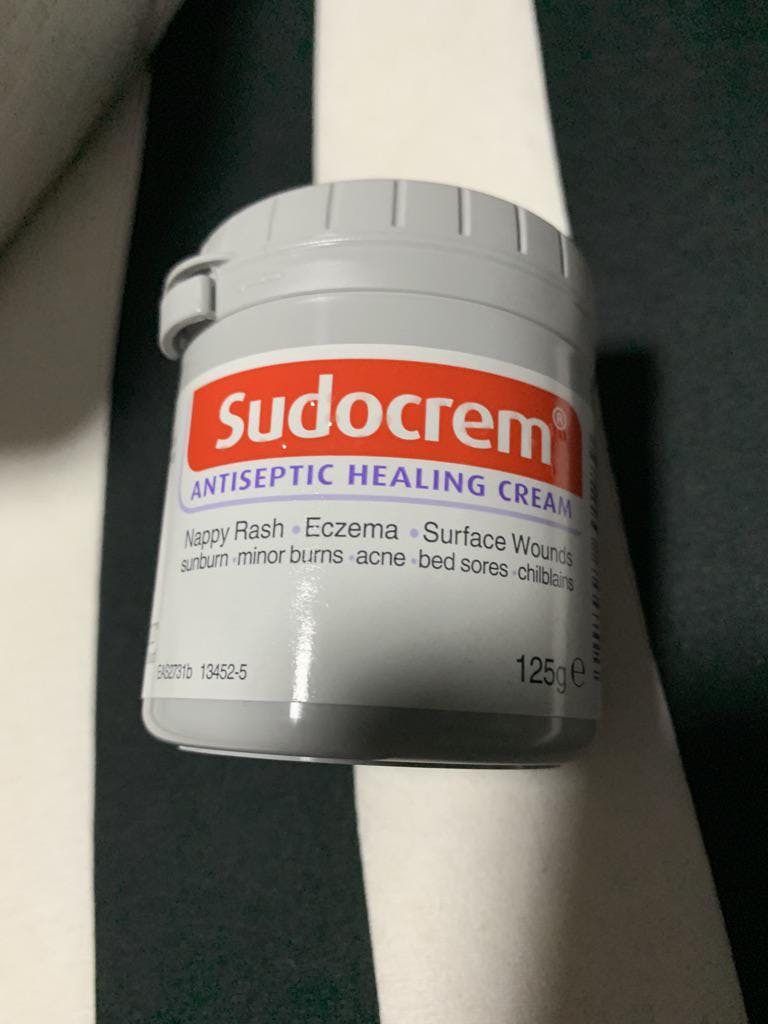 Sudocrem®
ANTISEPTIC HEALING CREAM
Nappy Rash • Eczema • Surface Wounds
sunburn • minor burns • acne • bed sores • chilblains
EAS2731b 13452-5
125g e